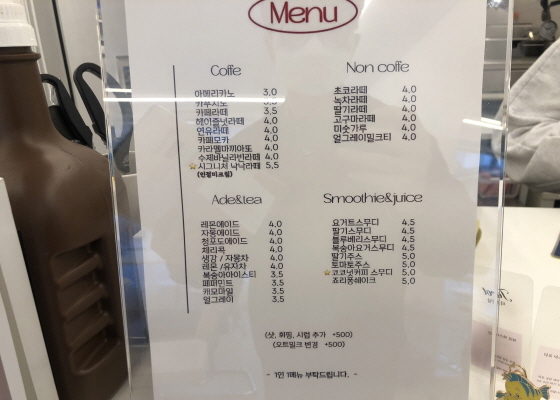 Menu
Coffe
아메리카노 3,0
카푸치노 3,5
카페라떼 3,5
헤이즐넛라떼 4,0
연유라떼 4,0
카페모카 4,0
카라멜마끼아또 4,0
수제바닐라빈라떼 4,0
☆시그니처 낙낙라떼 5,5
Non coffe
초코라떼 4,0
녹차라떼 4,0
딸기라떼 4,0
고구마라떼 4,0
미숫가루 4,0
얼그레이밀크티 4,0
Ade&tea
레몬에이드 4,0
자몽에이드 4,0
청포도에이드 4,0
체리콕 4,0
생강 / 자몽차 4,0
레몬 /유자차 4,0
복숭아아이스티 3,5
페퍼민트 3,5
캐모마일 3,5
얼그레이 3,5
Smoothie&juice
요거트스무디 4,5
딸기스무디 4,5
블루베리스무디 4,5
복숭아요거스무디 4,5
딸기주스 5,0
토마토주스 5,0
☆코코넛커피 스무디 5,0
죠리퐁쉐이크 5,0
(샷, 휘핑, 시럽 추가 +500)
(오트밀크 변경 +500)
- 1인 1메뉴 부탁드립니다. -